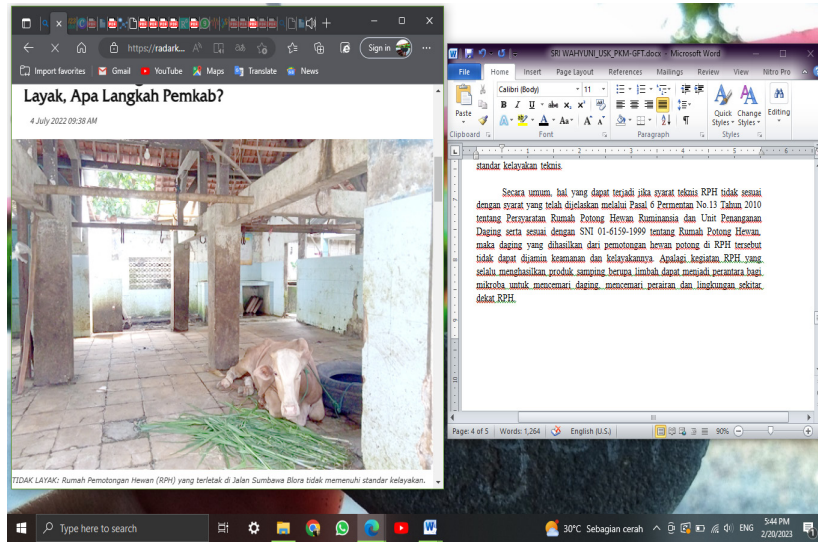 https://radark...
Sign in
Import favorites
Gmail
YouTube
Maps
Translate
News
Layak, Apa Langkah Pemkab?
4 July 2022 09:38 AM
TIDAK LAYAK: Rumah Pemotongan Hewan (RPH) yang terletak di Jalan Sumbawa Blora tidak memenuhi standar kelayakan.
SRI WAHYUNI_USK_PKM-GFT.docx - Microsoft Word
File Home Insert Page Layout References Mailings Review View Nitro Pro
Calibri (Body) 11
Paste
Quick Styles
Change Styles
Editing
Clipboard Font Paragraph Styles
standar kelayakan teknis.
Secara umum, hal yang dapat terjadi jika syarat teknis RPH tidak sesuai
dengan syarat yang telah dijelaskan melalui Pasal 6 Permentan No.13 Tahun 2010
tentang Persyaratan Rumah Potong Hewan Ruminansia dan Unit Penanganan
Daging serta sesuai dengan SNI 01-6159-1999 tentang Rumah Potong Hewan,
maka daging yang dihasilkan dari pemotongan hewan potong di RPH tersebut
tidak dapat dijamin keamanan dan kelayakannya. Apalagi kegiatan RPH yang
selalu menghasilkan produk samping berupa limbah dapat menjadi perantara bagi
mikroba untuk mencemari daging, mencemari perairan dan lingkungan sekitar
dekat RPH.
Page: 4 of 5 Words: 1,264 English (U.S.) 90%
Type here to search
30°C Sebagian cerah
ENG
5:44 PM
2/20/2023